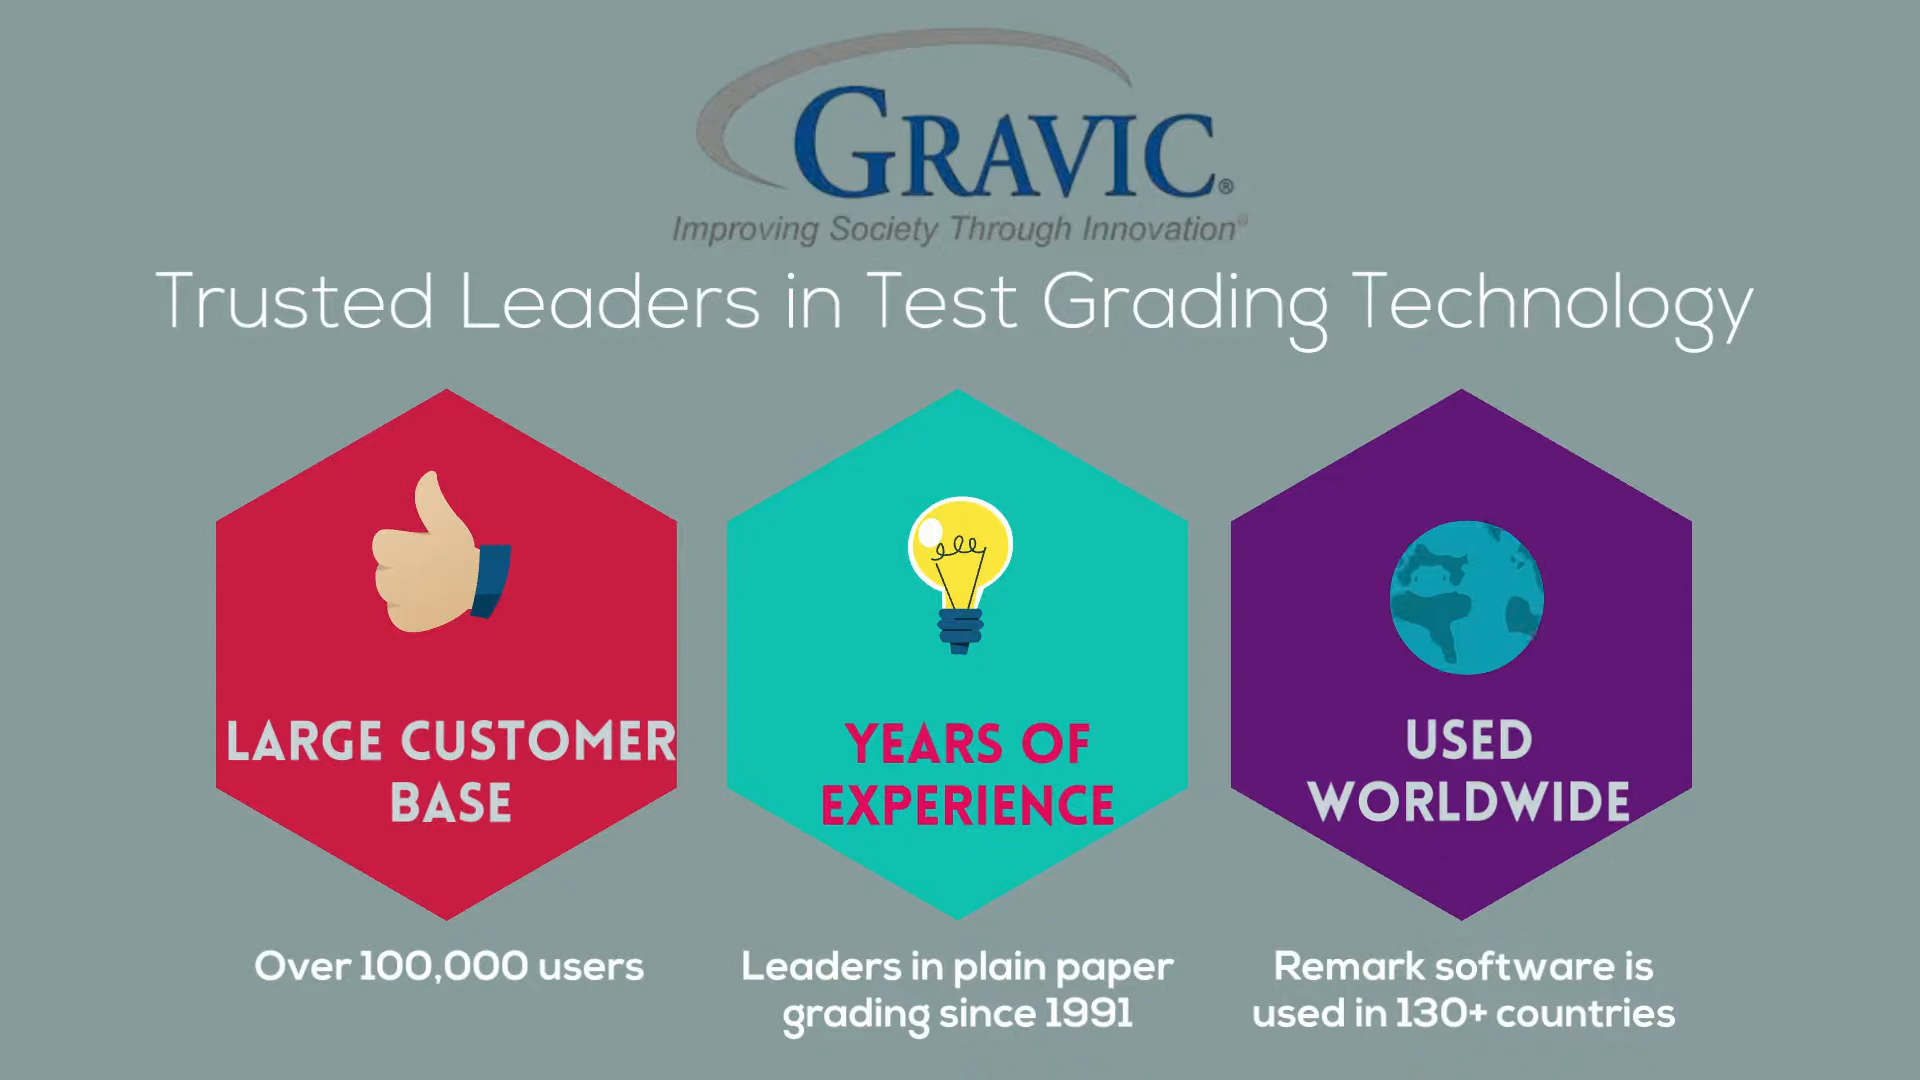 GRAVIC®
Improving Society Through Innovation®
Trusted Leaders in Test Grading Technology
LARGE CUSTOMER
BASE
Over 100,000 users
YEARS OF
EXPERIENCE
Leaders in plain paper
grading since 1991
USED
WORLDWIDE
Remark software is
used in 130+ countries